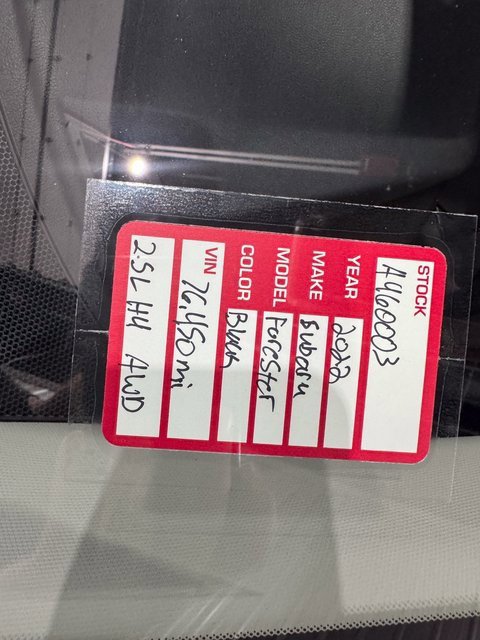 STOCK
A460003
YEAR 2022
MAKE Subaru
MODEL Forester
COLOR Black
VIN 76,450 mi
2.5L H4 AWD